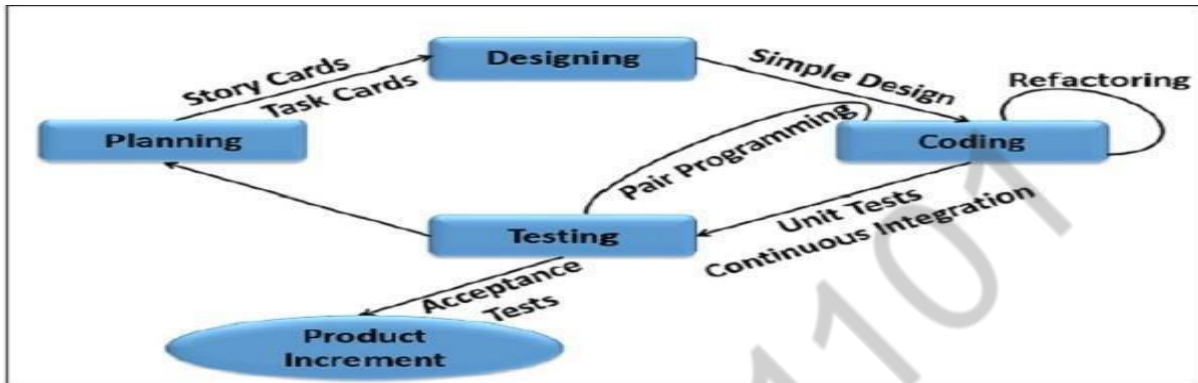 Designing
Story Cards
Task Cards
Simple Design
Refactoring
Planning
Pair Programming
Coding
Testing
Unit Tests
Continuous Integration
Acceptance
Tests
Product
Increment
1101